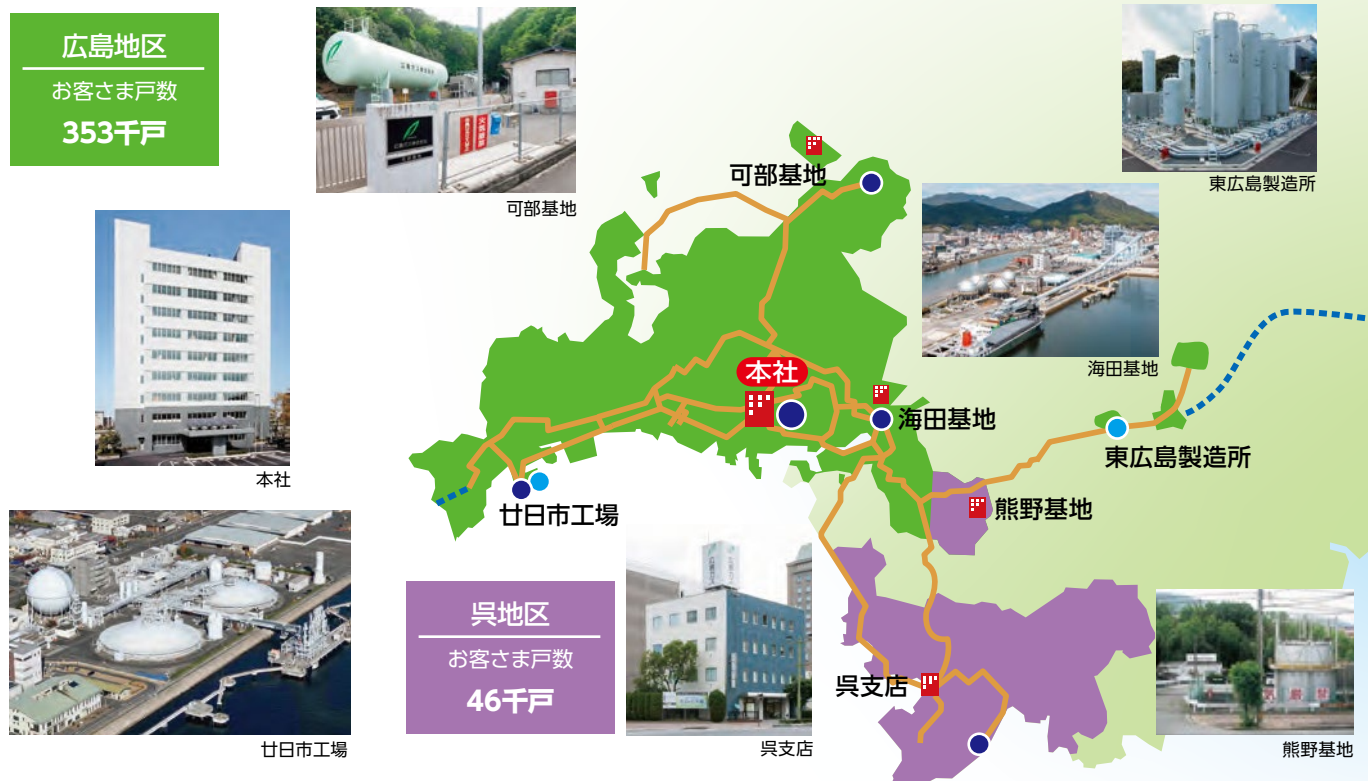 広島地区
お客さま戸数
353千戸
可部基地
東広島製造所
可部基地
海田基地
本社
本社
海田基地
東広島製造所
廿日市工場
熊野基地
呉地区
お客さま戸数
46千戸
呉支店
廿日市工場
呉支店
熊野基地